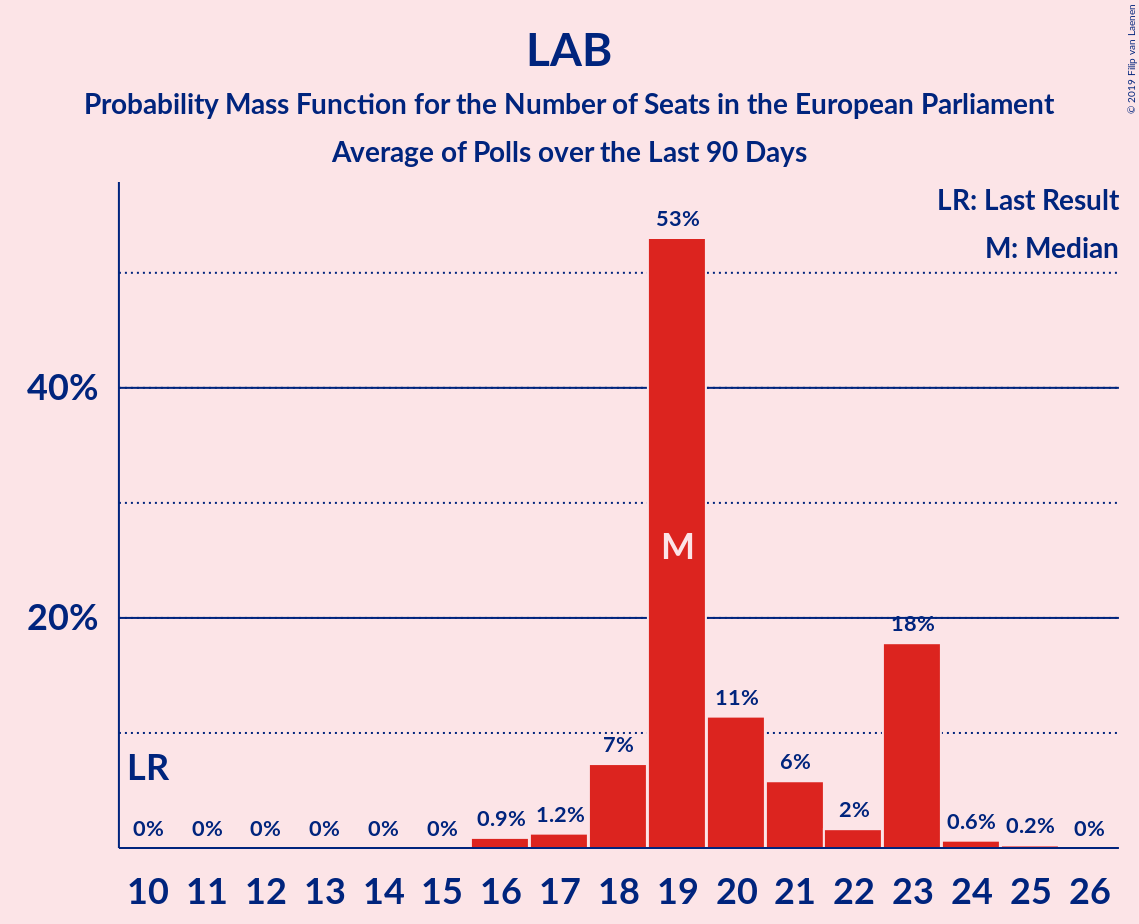 LAB
Probability Mass Function for the Number of Seats in the European Parliament
Average of Polls over the Last 90 Days
© 2019 Filip van Laenen
LR: Last Result
M: Median
53%
40%
M
20%
18%
11%
7%
6%
LR
0% 0% 0% 0% 0% 0% 0.9% 1.2% 2% 0.6% 0.2% 0%
10 11 12 13 14 15 16 17 18 19 20 21 22 23 24 25 26